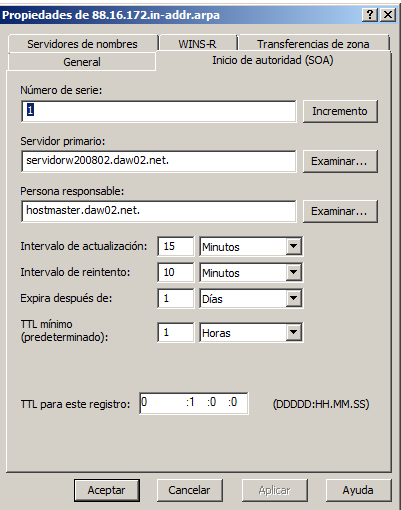 Propiedades de 88.16.172.in-addr.arpa
Servidores de nombres WINS-R Transferencias de zona
General Inicio de autoridad (SOA)
Número de serie:
1 Incremento
Servidor primario:
servidorw200802.daw02.net. Examinar...
Persona responsable:
hostmaster.daw02.net. Examinar...
Intervalo de actualización: 15 Minutos
Intervalo de reintento: 10 Minutos
Expira después de: 1 Días
TTL mínimo
(predeterminado): 1 Horas
TTL para este registro: 0 :1 :0 :0 (DDDDD:HH.MM.SS)
Aceptar Cancelar Aplicar Ayuda